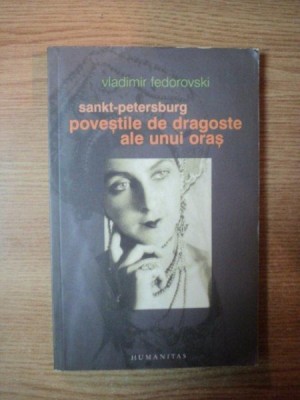 vladimir fedorovski
sankt-petersburg
poveştile de dragoste
ale unui oraş
HUMANITAS